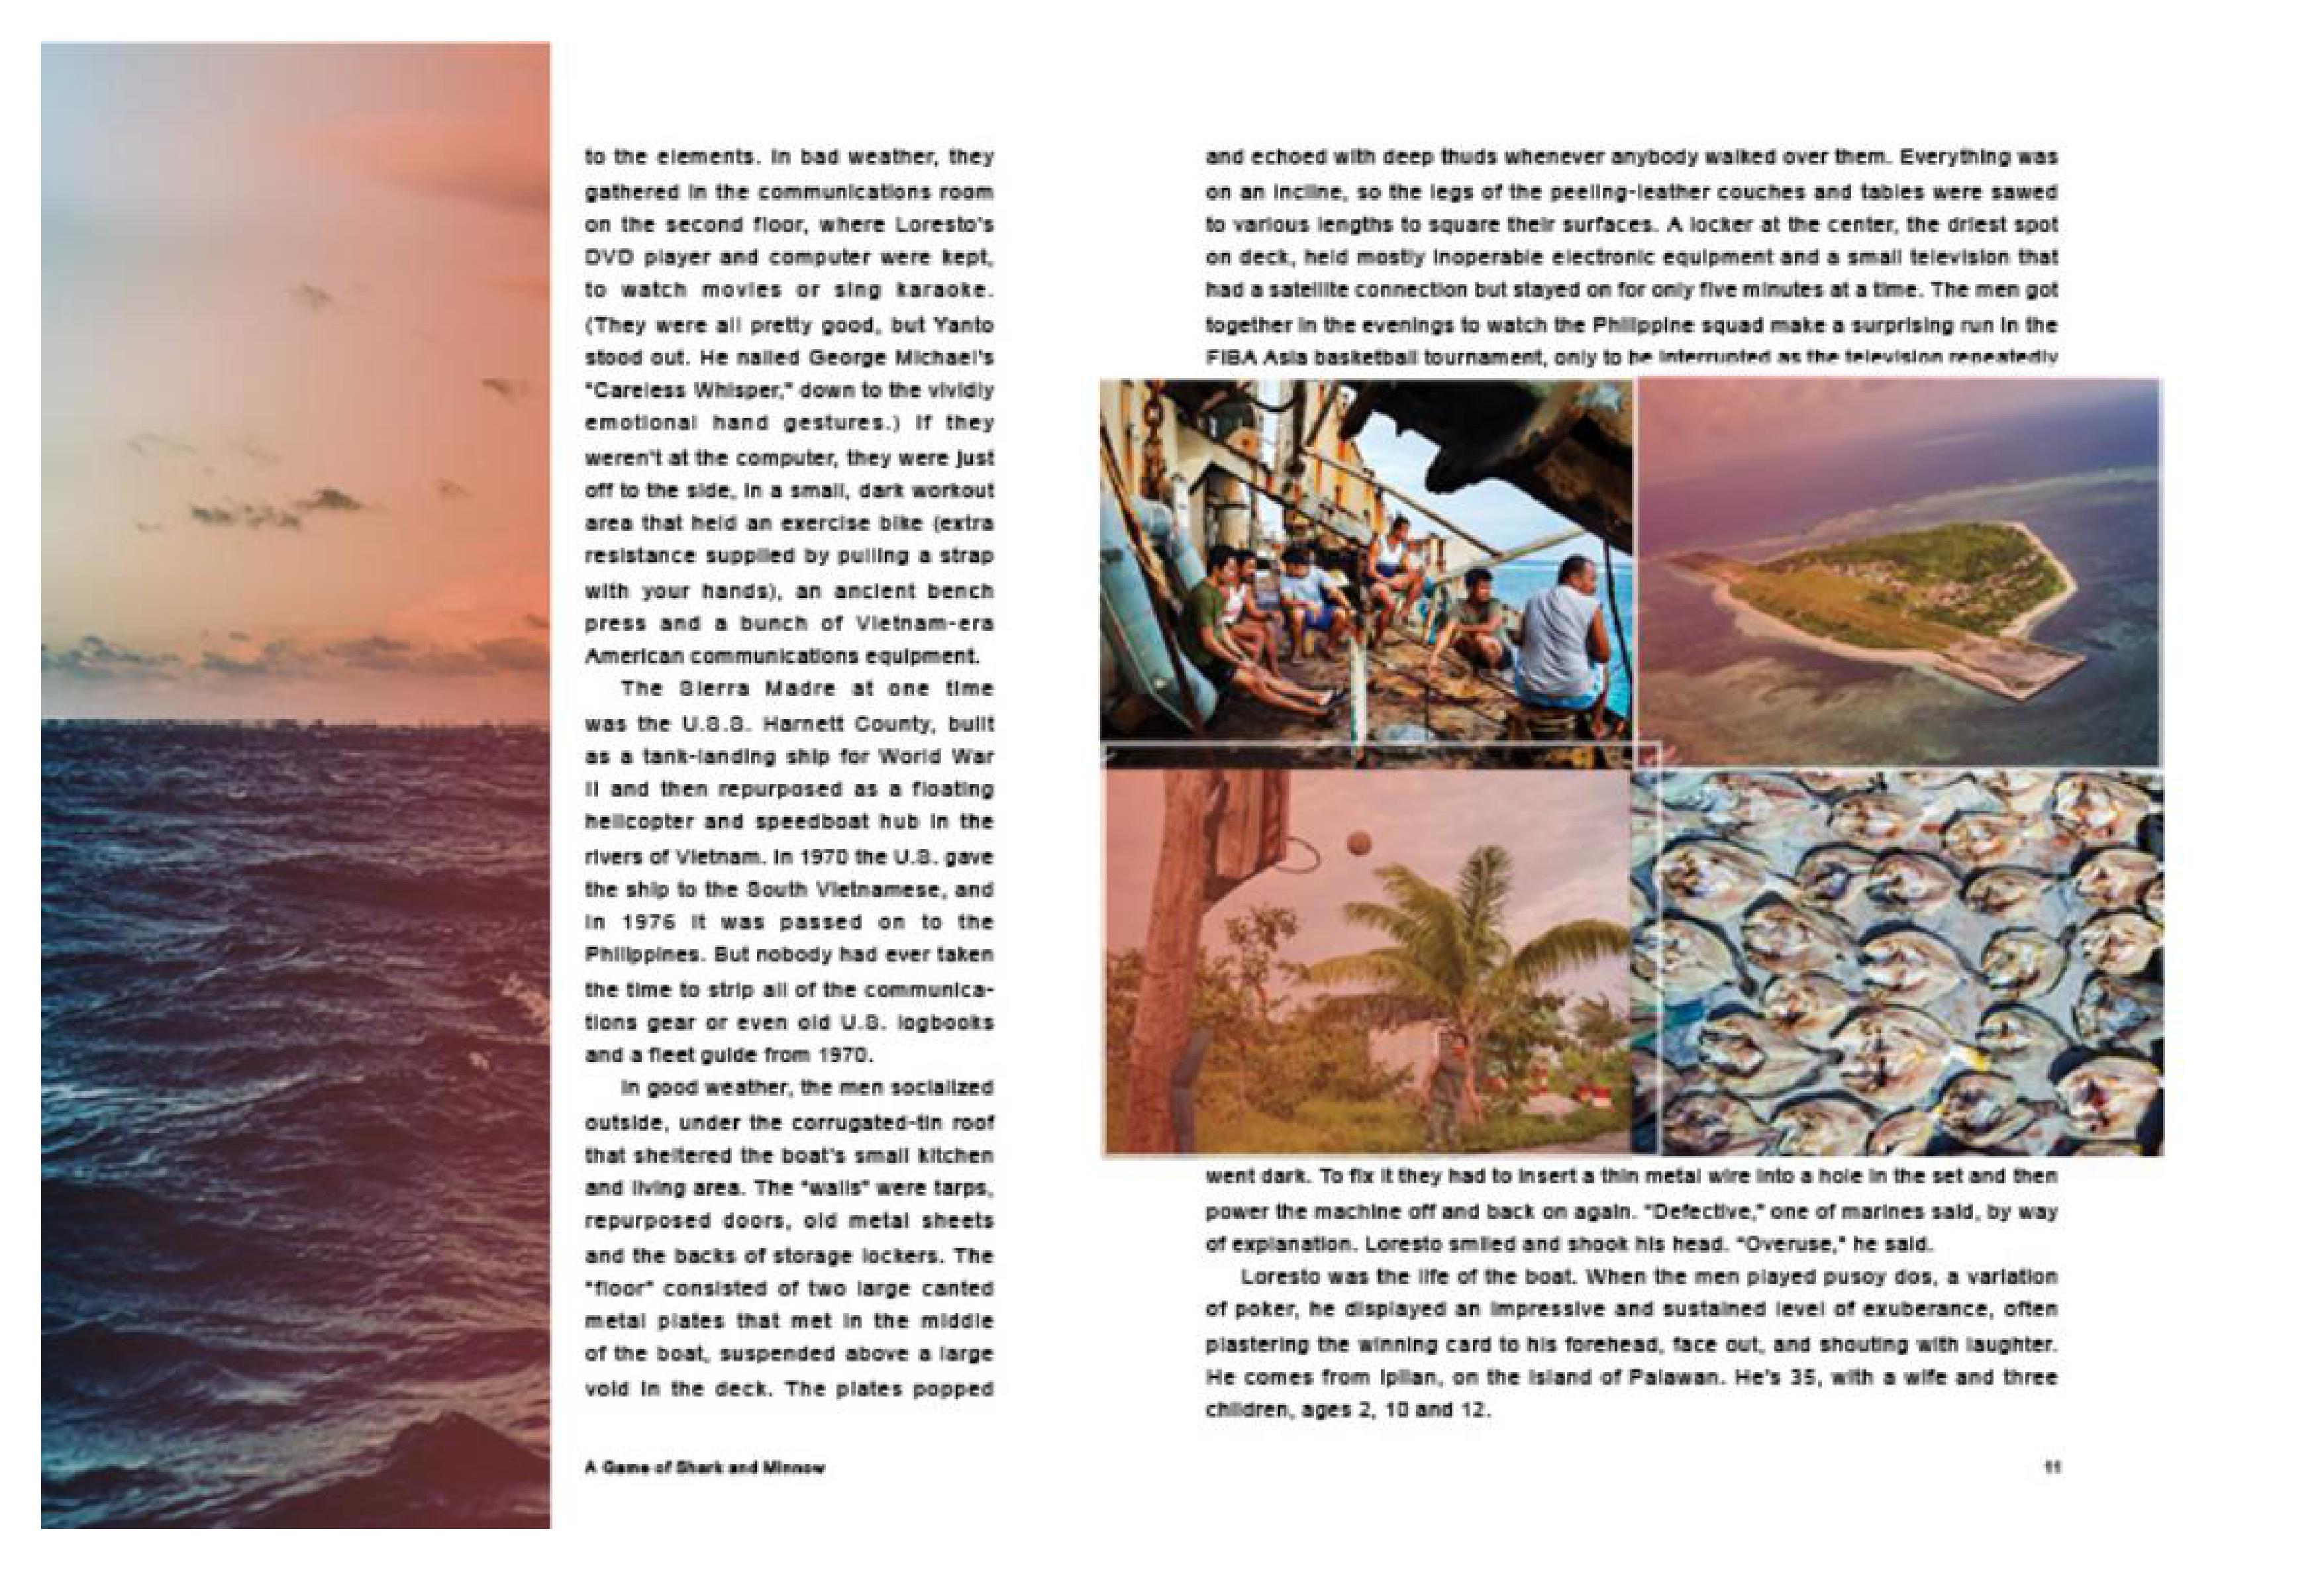 to the elements. In bad weather, they
gathered in the communications room
on the second floor, where Loresto's
DVD player and computer were kept,
to watch movies or sing karaoke.
(They were all pretty good, but Yanto
stood out. He nailed George Michael's
"Careless Whisper," down to the vividly
emotional hand gestures.) If they
weren't at the computer, they were just
off to the side, in a small, dark workout
area that held an exercise bike (extra
resistance supplied by pulling a strap
with your hands), an ancient bench
press and a bunch of Vietnam-era
American communications equipment.
The Sierra Madre at one time
was the U.S.S. Harnett County, built
as a tank-landing ship for World War
II and then repurposed as a floating
helicopter and speedboat hub in the
rivers of Vietnam. In 1970 the U.S. gave
the ship to the South Vietnamese, and
in 1976 it was passed on to the
Philippines. But nobody had ever taken
the time to strip all of the communica-
tions gear or even old U.S. logbooks
and a fleet guide from 1970.
In good weather, the men socialized
outside, under the corrugated-tin roof
that sheltered the boat's small kitchen
and living area. The "walls" were tarps,
repurposed doors, old metal sheets
and the backs of storage lockers. The
"floor" consisted of two large canted
metal plates that met in the middle
of the boat, suspended above a large
void in the deck. The plates popped
A Game of Shark and Minnow
and echoed with deep thuds whenever anybody walked over them. Everything was
on an incline, so the legs of the peeling-leather couches and tables were sawed
to various lengths to square their surfaces. A locker at the center, the driest spot
on deck, held mostly inoperable electronic equipment and a small television that
had a satellite connection but stayed on for only five minutes at a time. The men got
together in the evenings to watch the Philippine squad make a surprising run in the
FIBA Asia basketball tournament, only to be interrupted as the television repeatedly
went dark. To fix it they had to insert a thin metal wire into a hole in the set and then
power the machine off and back on again. "Defective," one of marines said, by way
of explanation. Loresto smiled and shook his head. "Overuse," he said.
Loresto was the life of the boat. When the men played pusoy dos, a variation
of poker, he displayed an impressive and sustained level of exuberance, often
plastering the winning card to his forehead, face out, and shouting with laughter.
He comes from Ipilan, on the island of Palawan. He's 35, with a wife and three
children, ages 2, 10 and 12.
11